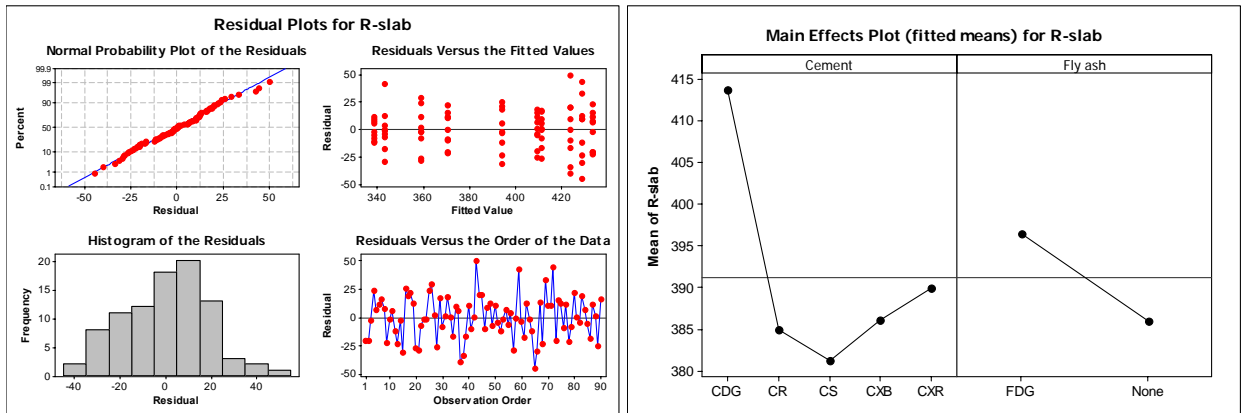 Residual Plots for R-slab
Normal Probability Plot of the Residuals
Percent
99.9
99
90
50
10
1
0.1
-50 -25 0 25 50
Residual
Residuals Versus the Fitted Values
Residual
50
25
0
-25
-50
340 360 380 400 420
Fitted Value
Histogram of the Residuals
Frequency
20
15
10
5
0
-40 -20 0 20 40
Residual
Residuals Versus the Order of the Data
Residual
50
25
0
-25
-50
1 10 20 30 40 50 60 70 80 90
Observation Order
Main Effects Plot (fitted means) for R-slab
Cement Fly ash
Mean of R-slab
415
410
405
400
395
390
385
380
CDG CR CS CXB CXR FDG None